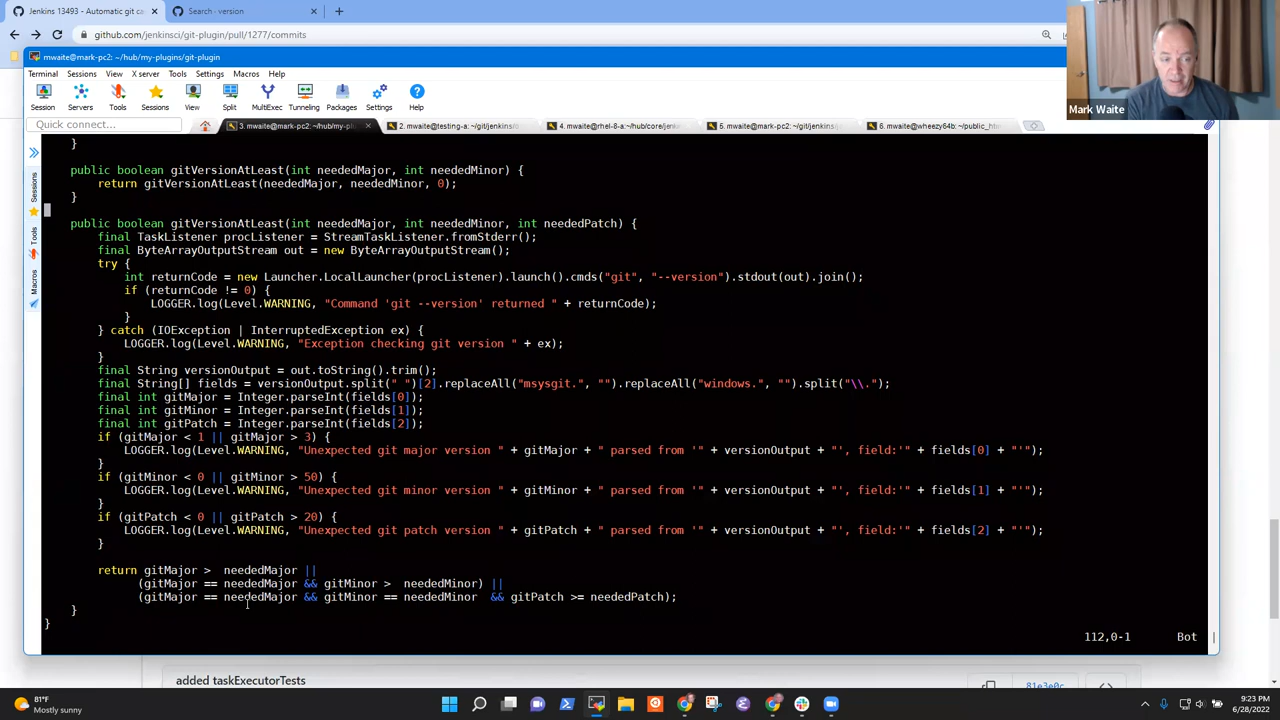 Jenkins 13493 - Automatic git ca
Search · version
github.com/jenkinsci/git-plugin/pull/1277/commits
mwaite@mark-pc2: ~/hub/my-plugins/git-plugin
Terminal Sessions View X server Tools Settings Macros Help
Session Servers Tools Sessions View Split MultiExec Tunneling Packages Settings Help
Mark Waite
Quick connect...
3. mwaite@mark-pc2: ~/hub/my-plu
2. mwaite@testing-a: ~/git/jenkins/
4. mwaite@rhel-8-a: ~/hub/core/jenkin
5. mwaite@mark-pc2: ~/git/jenkins/
6. mwaite@wheezy64b: ~/public_ht
Sessions
Tools
Macros
}
public boolean gitVersionAtLeast(int neededMajor, int neededMinor) {
return gitVersionAtLeast(neededMajor, neededMinor, 0);
}
public boolean gitVersionAtLeast(int neededMajor, int neededMinor, int neededPatch) {
final TaskListener procListener = StreamTaskListener.fromStderr();
final ByteArrayOutputStream out = new ByteArrayOutputStream();
try {
int returnCode = new Launcher.LocalLauncher(procListener).launch().cmds("git", "--version").stdout(out).join();
if (returnCode != 0) {
LOGGER.log(Level.WARNING, "Command 'git --version' returned " + returnCode);
}
} catch (IOException | InterruptedException ex) {
LOGGER.log(Level.WARNING, "Exception checking git version " + ex);
}
final String versionOutput = out.toString().trim();
final String[] fields = versionOutput.split(" ")[2].replaceAll("msysgit.", "").replaceAll("windows.", "").split("\\.");
final int gitMajor = Integer.parseInt(fields[0]);
final int gitMinor = Integer.parseInt(fields[1]);
final int gitPatch = Integer.parseInt(fields[2]);
if (gitMajor < 1 || gitMajor > 3) {
LOGGER.log(Level.WARNING, "Unexpected git major version " + gitMajor + " parsed from '" + versionOutput + "', field:'" + fields[0] + "'");
}
if (gitMinor < 0 || gitMinor > 50) {
LOGGER.log(Level.WARNING, "Unexpected git minor version " + gitMinor + " parsed from '" + versionOutput + "', field:'" + fields[1] + "'");
}
if (gitPatch < 0 || gitPatch > 20) {
LOGGER.log(Level.WARNING, "Unexpected git patch version " + gitPatch + " parsed from '" + versionOutput + "', field:'" + fields[2] + "'");
}
return gitMajor >  neededMajor ||
(gitMajor == neededMajor && gitMinor >  neededMinor) ||
(gitMajor == neededMajor && gitMinor == neededMinor  && gitPatch >= neededPatch);
}
}
112,0-1 Bot
added taskExecutorTests
81e3e0c
81°F
Mostly sunny
9:23 PM
6/28/2022